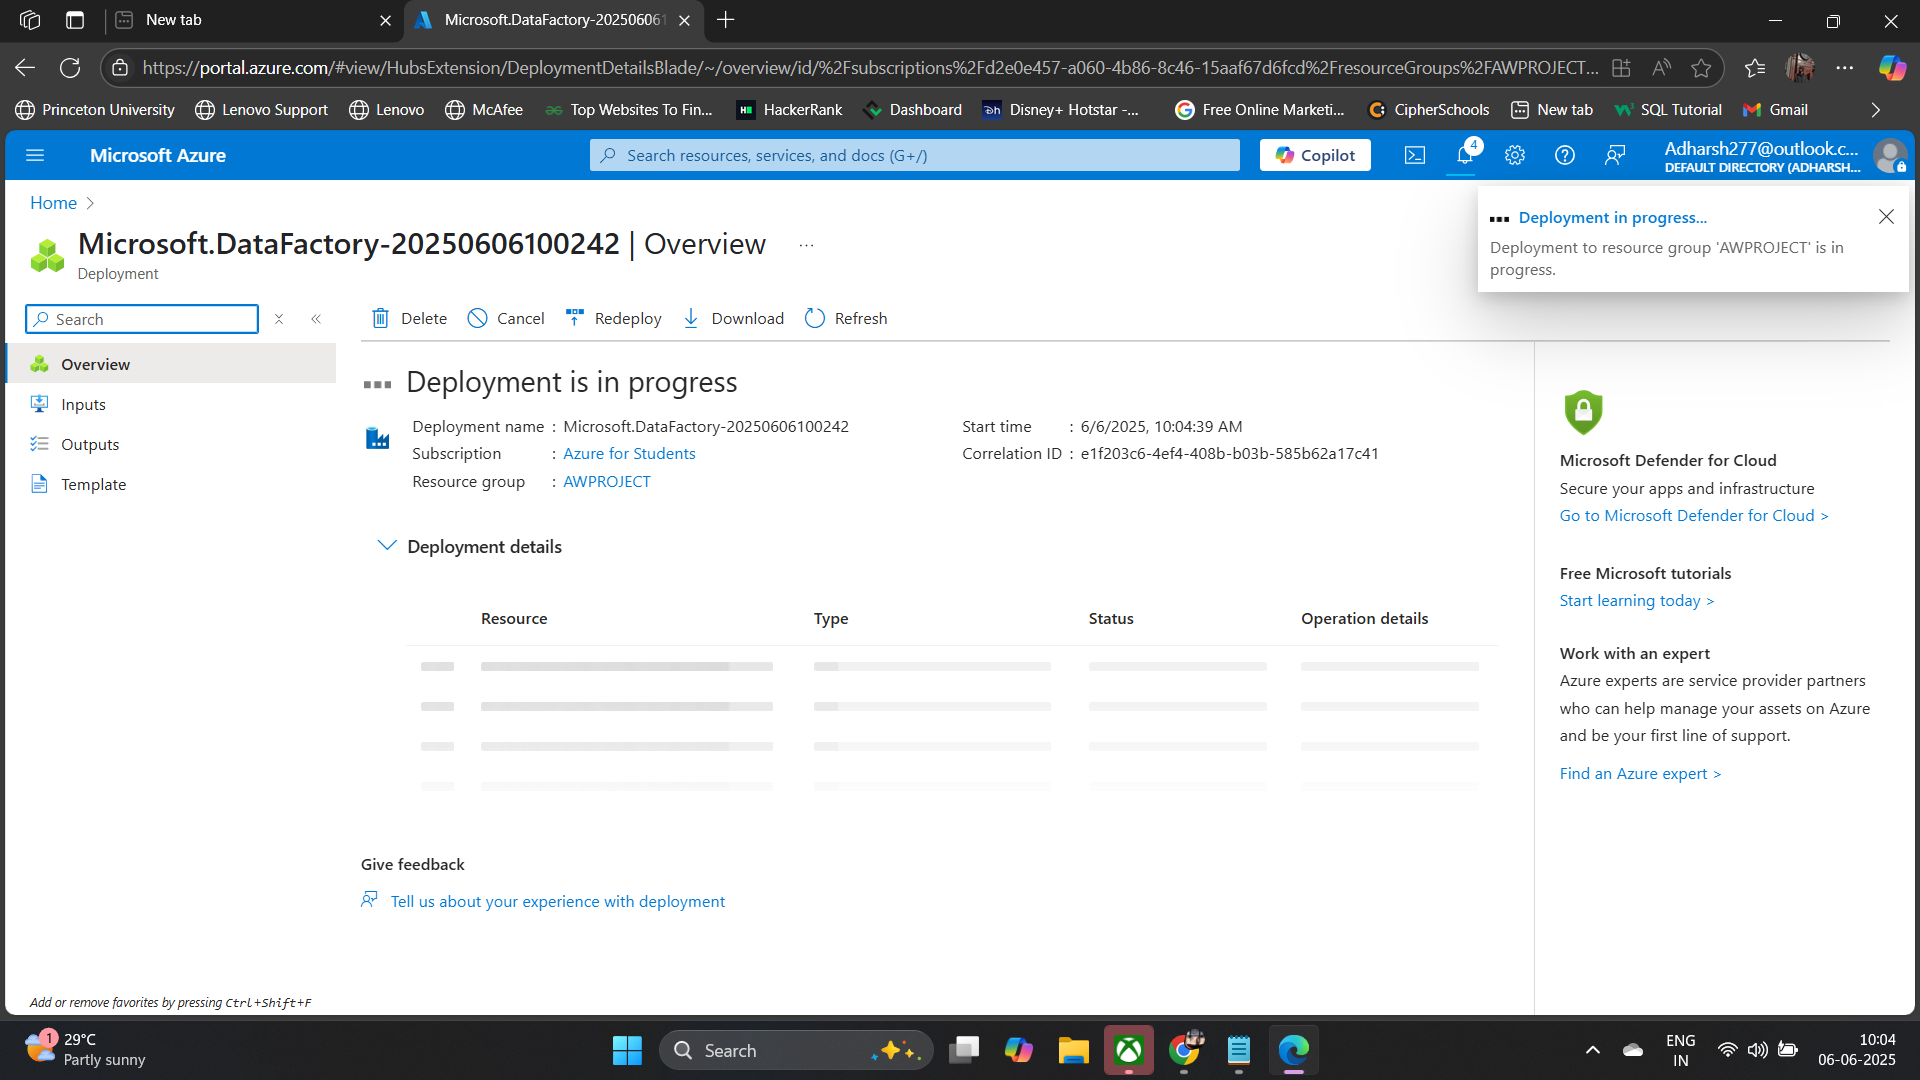 New tab
Microsoft.DataFactory-202506061
https://portal.azure.com/#view/HubsExtension/DeploymentDetailsBlade/~/overview/id/%2Fsubscriptions%2Fd2e0e457-a060-4b86-8c46-15aaf67d6fcd%2FresourceGroups%2FAWPROJECT...
Princeton University
Lenovo Support
Lenovo
McAfee
Top Websites To Fin...
HackerRank
Dashboard
Disney+ Hotstar -...
Free Online Marketi...
CipherSchools
New tab
SQL Tutorial
Gmail
Microsoft Azure
Search resources, services, and docs (G+/)
Copilot
4
Adharsh277@outlook.c...
DEFAULT DIRECTORY (ADHARSH...
Home
Microsoft.DataFactory-20250606100242 | Overview ...
Deployment
Deployment in progress...
Deployment to resource group 'AWPROJECT' is in
progress.
Search
Overview
Inputs
Outputs
Template
Delete
Cancel
Redeploy
Download
Refresh
Deployment is in progress
Deployment name : Microsoft.DataFactory-20250606100242
Subscription : Azure for Students
Resource group : AWPROJECT
Start time : 6/6/2025, 10:04:39 AM
Correlation ID : e1f203c6-4ef4-408b-b03b-585b62a17c41
Deployment details
Resource Type Status Operation details
Give feedback
Tell us about your experience with deployment
Microsoft Defender for Cloud
Secure your apps and infrastructure
Go to Microsoft Defender for Cloud >
Free Microsoft tutorials
Start learning today >
Work with an expert
Azure experts are service provider partners
who can help manage your assets on Azure
and be your first line of support.
Find an Azure expert >
Add or remove favorites by pressing Ctrl+Shift+F
1
29°C
Partly sunny
Search
ENG
IN
10:04
06-06-2025